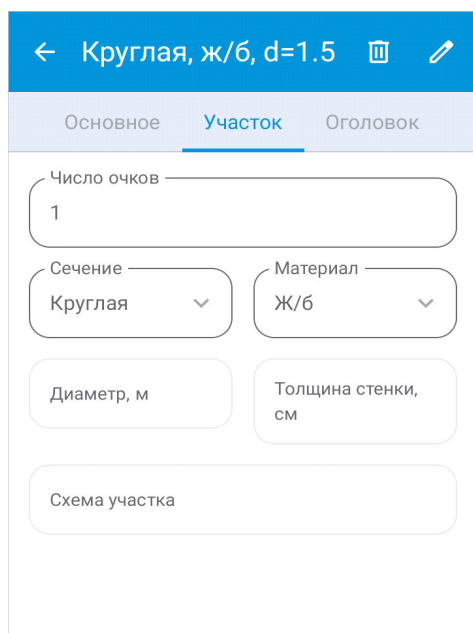 Круглая, ж/б, d=1.5
Основное Участок Оголовок
Число очков
1
Сечение Материал
Круглая Ж/б
Диаметр, м
Толщина стенки,
см
Схема участка